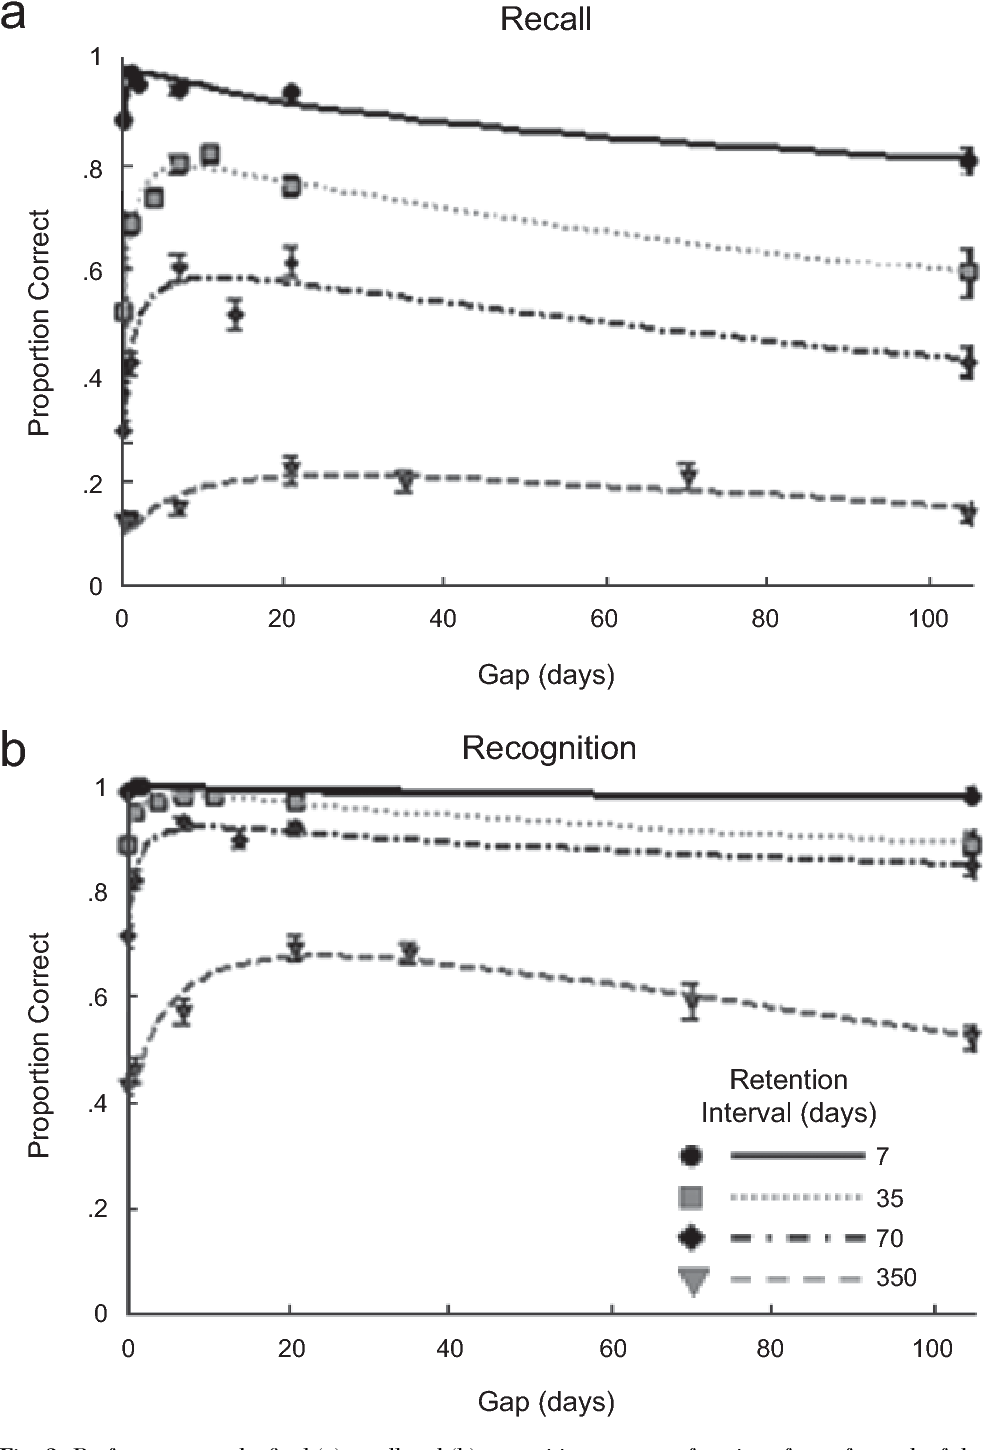 a
Recall
1
.8
.6
.4
.2
0
Proportion Correct
0 20 40 60 80 100
Gap (days)
b
Recognition
1
.8
.6
.4
.2
0
Proportion Correct
Retention
Interval (days)
7
35
70
350
0 20 40 60 80 100
Gap (days)